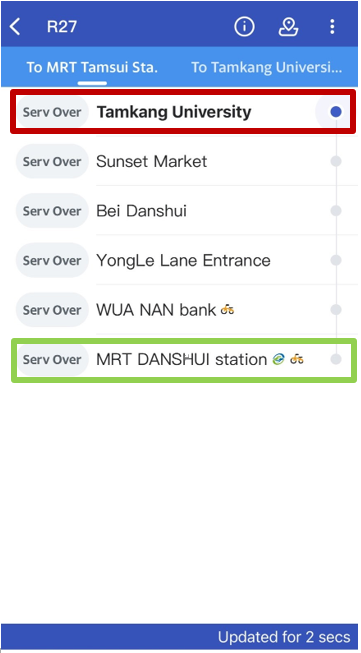 R27
To MRT Tamsui Sta. To Tamkang Universi...
Serv Over Tamkang University
Serv Over Sunset Market
Serv Over Bei Danshui
Serv Over YongLe Lane Entrance
Serv Over WUA NAN bank
Serv Over MRT DANSHUI station
Updated for 2 secs